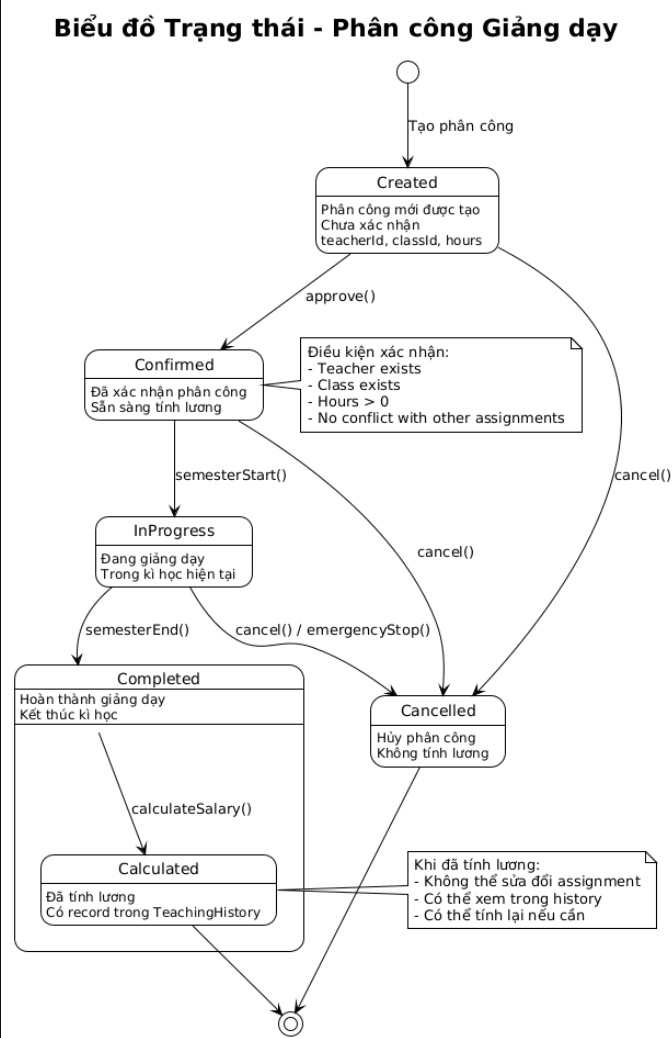 Biểu đồ Trạng thái - Phân công Giảng dạy
Tạo phân công
Created
Phân công mới được tạo
Chưa xác nhận
teacherId, classId, hours
approve()
Confirmed
Đã xác nhận phân công
Sẵn sàng tính lương
Điều kiện xác nhận:
- Teacher exists
- Class exists
- Hours > 0
- No conflict with other assignments
semesterStart()
cancel()
InProgress
Đang giảng dạy
Trong kì học hiện tại
cancel()
semesterEnd()
cancel() / emergencyStop()
Completed
Hoàn thành giảng dạy
Kết thúc kì học
Cancelled
Hủy phân công
Không tính lương
calculateSalary()
Calculated
Đã tính lương
Có record trong TeachingHistory
Khi đã tính lương:
- Không thể sửa đổi assignment
- Có thể xem trong history
- Có thể tính lại nếu cần